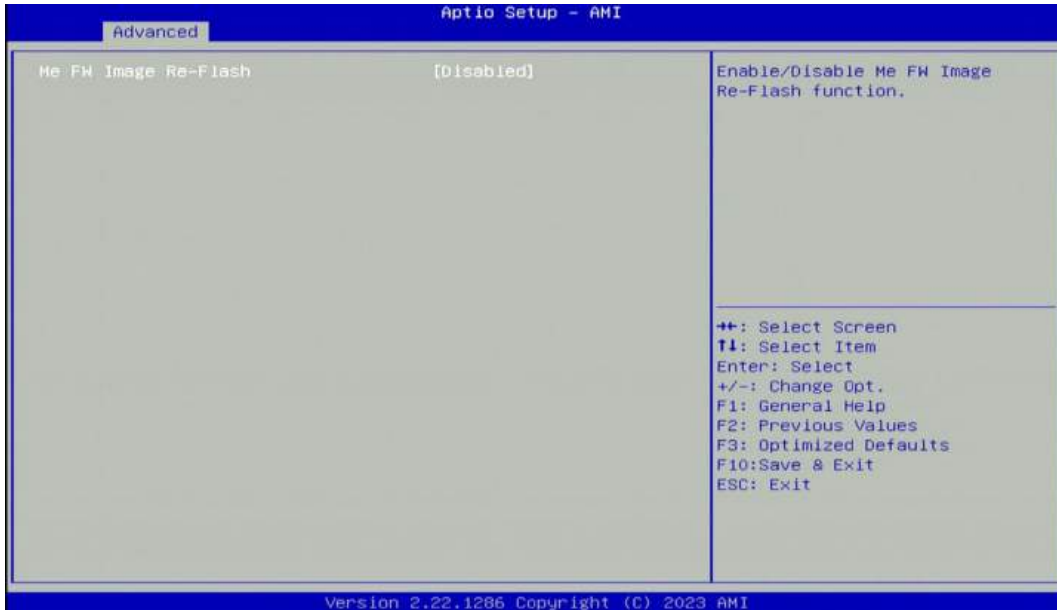 Aptio Setup - AMI
Advanced
Me FW Image Re-Flash [Disabled]
Enable/Disable Me FW Image
Re-Flash function.
→←: Select Screen
↑↓: Select Item
Enter: Select
+/-: Change Opt.
F1: General Help
F2: Previous Values
F3: Optimized Defaults
F10:Save & Exit
ESC: Exit
Version 2.22.1286 Copyright (C) 2023 AMI